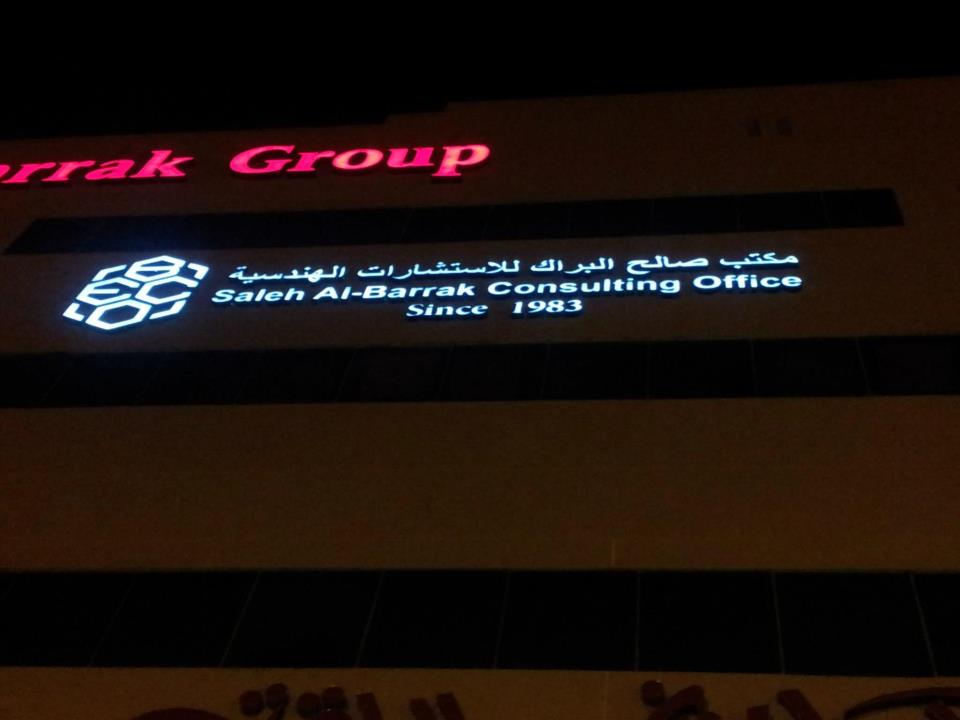 Group
مكتب صالح البراك للاستشارات الهندسية
Saleh Al-Barrak Consulting Office
Since 1983